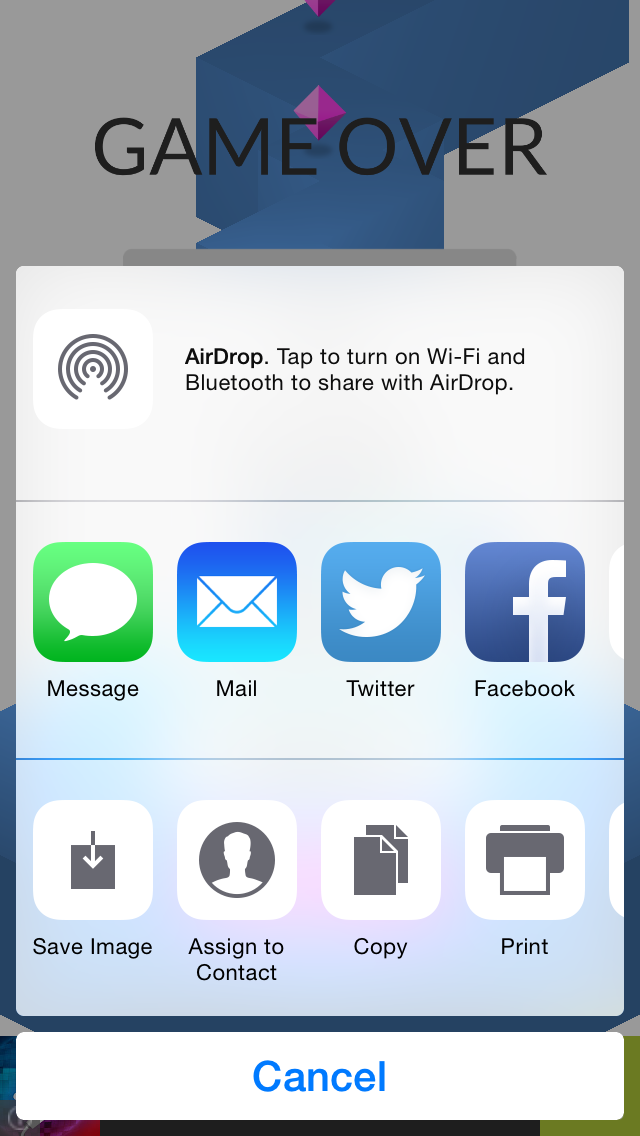 GAME OVER
AirDrop. Tap to turn on Wi-Fi and
Bluetooth to share with AirDrop.
Message
Mail
Twitter
Facebook
Save Image
Assign to
Contact
Copy
Print
Cancel